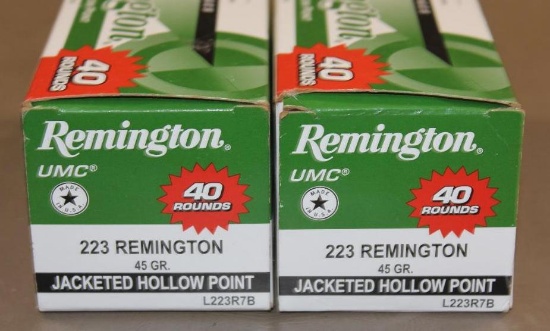 40
ROUNDS
Remington®
UMC®
MADE
IN U.S.A.
40
ROUNDS
223 REMINGTON
45 GR.
JACKETED HOLLOW POINT
L223R7B
40
ROUNDS
Remington®
UMC®
MADE
IN U.S.A.
40
ROUNDS
223 REMINGTON
45 GR.
JACKETED HOLLOW POINT
L223R7B